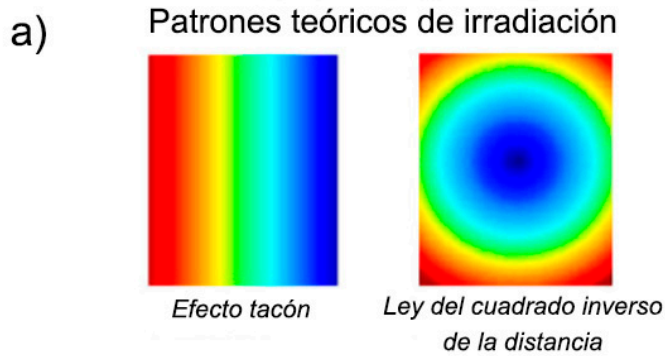 a)
Patrones teóricos de irradiación
Efecto tacón
Ley del cuadrado inverso
de la distancia